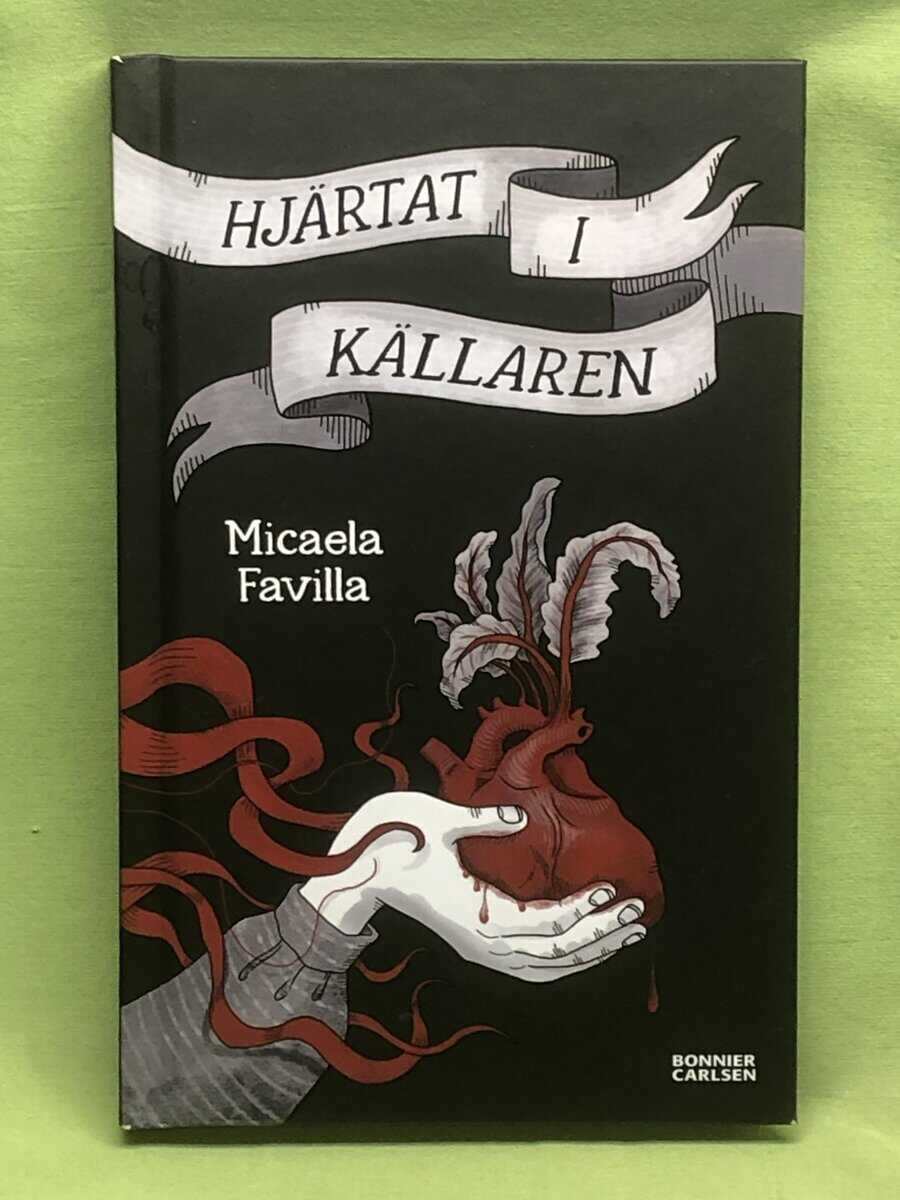 HJÄRTAT I
KÄLLAREN
Micaela
Favilla
BONNIER
CARLSEN